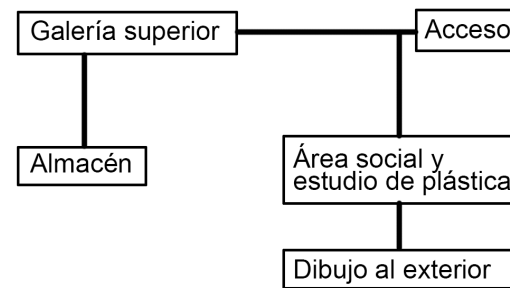 Galería superior
Acceso
Almacén
Área social y
estudio de plástica
Dibujo al exterior